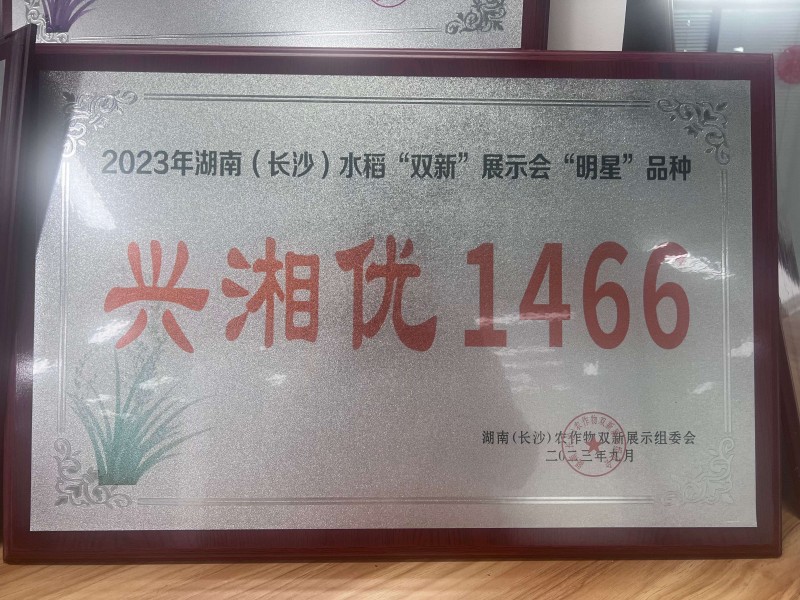 2023年湖南（长沙）水稻“双新”展示会“明星”品种
兴湘优1466
湖南(长沙)农作物双新展示组委会
二〇二三年九月